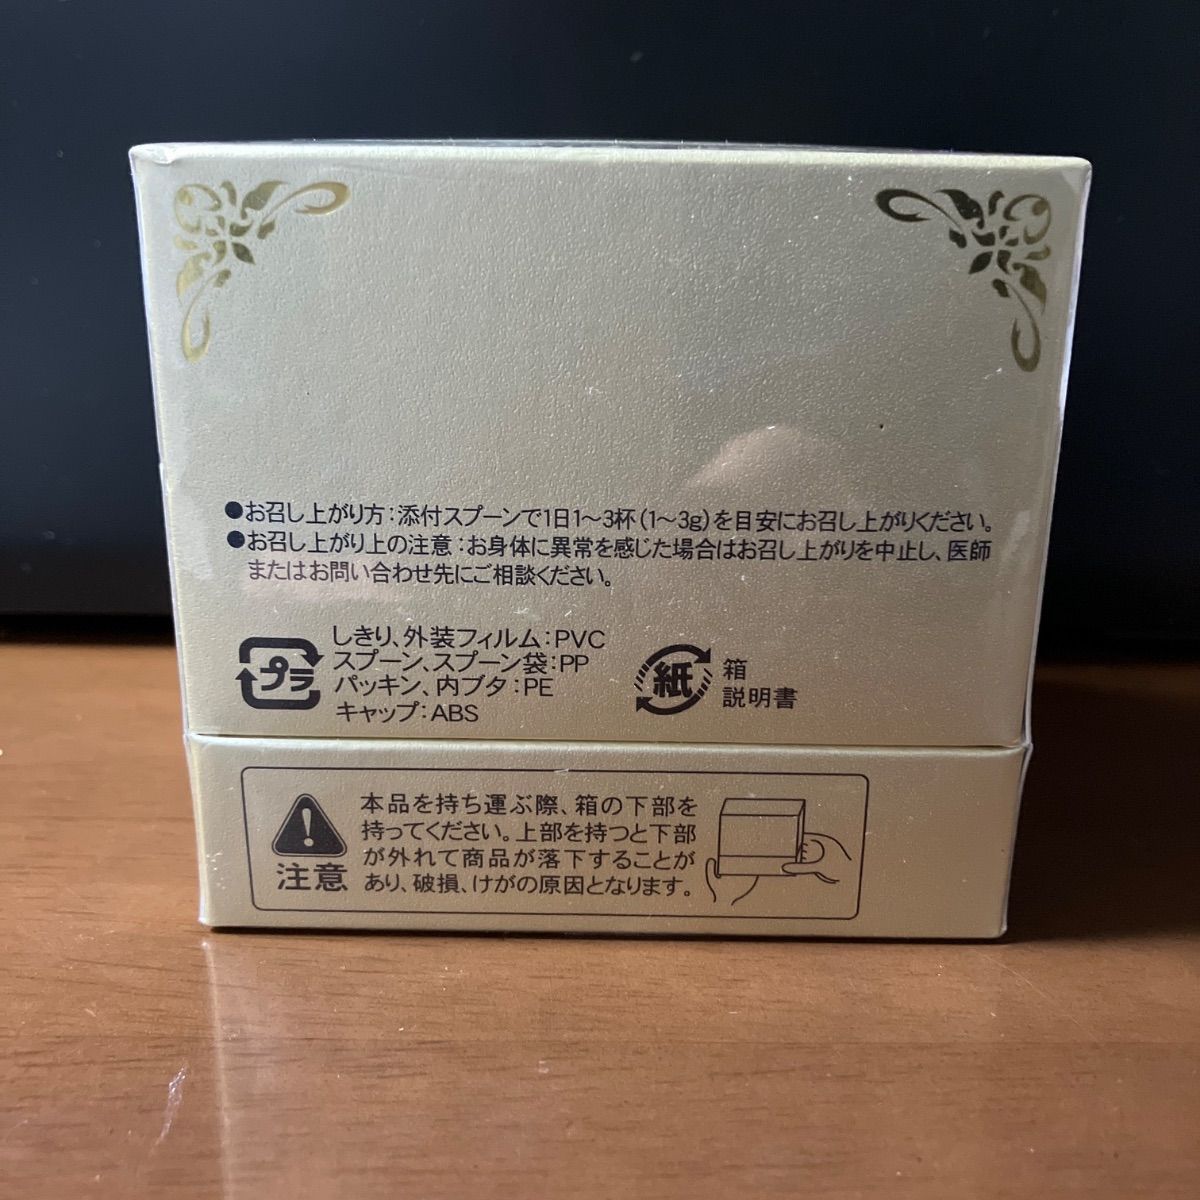 ●お召し上がり方:添付スプーンで1日1～3杯(1～3g)を目安にお召し上がりください。
●お召し上がり上の注意:お身体に異常を感じた場合はお召し上がりを中止し、医師
またはお問い合わせ先にご相談ください。
プラ
しきり、外装フィルム:PVC
スプーン、スプーン袋:PP
パッキン、内ブタ:PE
キャップ:ABS
紙
箱
説明書
注意
本品を持ち運ぶ際、箱の下部を
持ってください。上部を持つと下部
が外れて商品が落下することが
あり、破損、けがの原因となります。